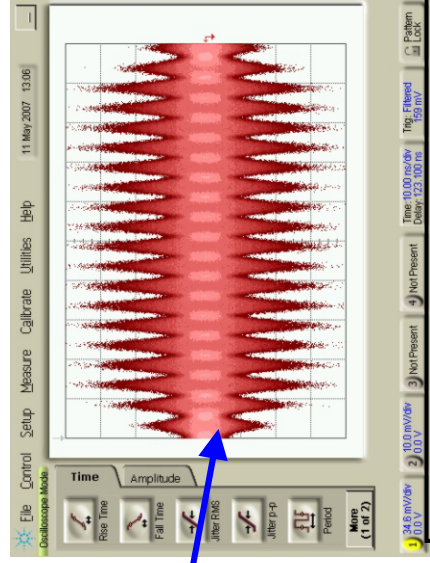 File Control Setup Measure Calibrate Utilities Help 11 May 2007 13:06
Oscilloscope Mode
Time
Amplitude
Rise Time
Fall Time
Jitter RMS
Jitter p-p
Period
More
(1 of 2)
1) 34.6 mV/div
0.0 V
2) 10.0 mV/div
0.0 V
3) Not Present
4) Not Present
Time:10.00 ns/div
Delay:123.100 ns
Trig: Filtered
159 mV
Pattern
Lock